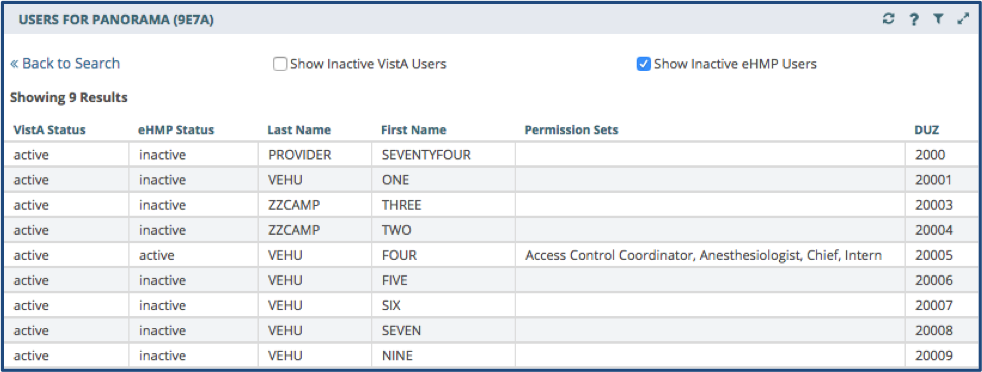 USERS FOR PANORAMA (9E7A) ?
« Back to Search Show Inactive VistA Users Show Inactive eHMP Users
Showing 9 Results
VistA Status eHMP Status Last Name First Name Permission Sets DUZ
active inactive PROVIDER SEVENTYFOUR 2000
active inactive VEHU ONE 20001
active inactive ZZCAMP THREE 20003
active inactive ZZCAMP TWO 20004
active active VEHU FOUR Access Control Coordinator, Anesthesiologist, Chief, Intern 20005
active inactive VEHU FIVE 20006
active inactive VEHU SIX 20007
active inactive VEHU SEVEN 20008
active inactive VEHU NINE 20009